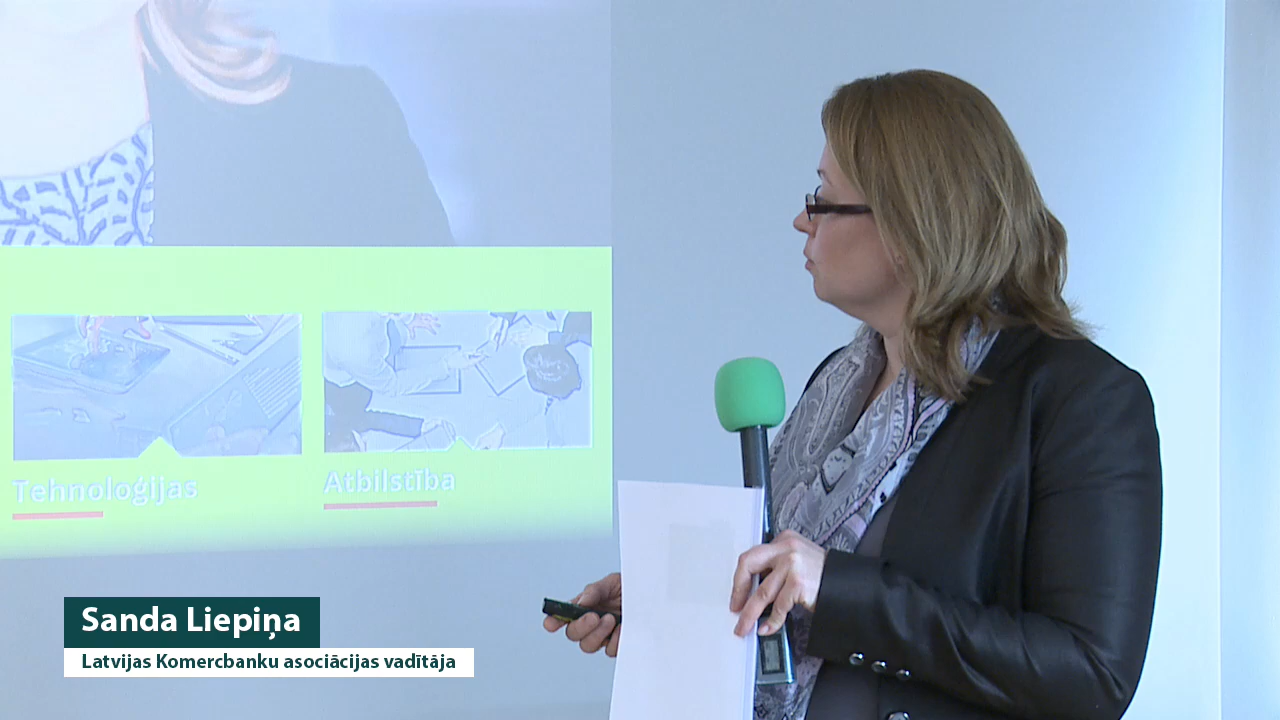 Tehnoloģijas
Atbilstība
Sanda Liepiņa
Latvijas Komercbanku asociācijas vadītāja